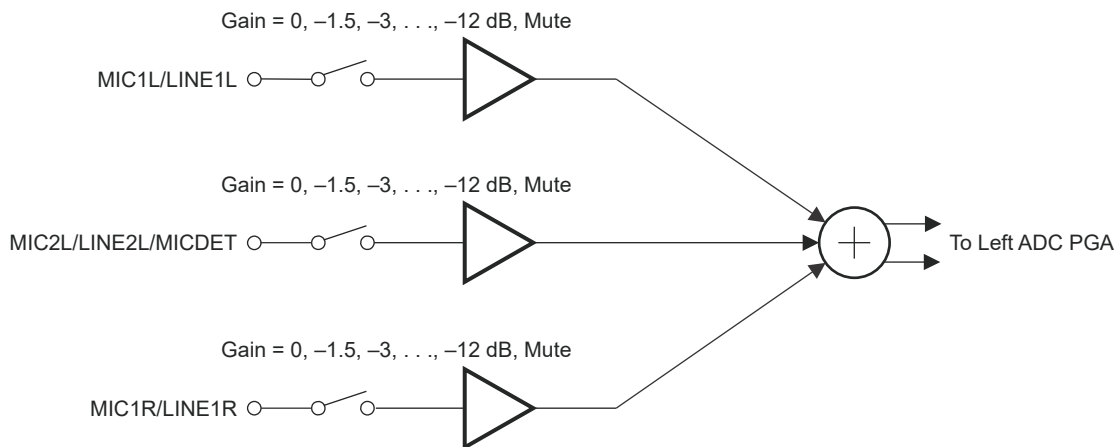 Gain = 0, –1.5, –3, . . ., –12 dB, Mute
MIC1L/LINE1L
Gain = 0, –1.5, –3, . . ., –12 dB, Mute
MIC2L/LINE2L/MICDET
To Left ADC PGA
Gain = 0, –1.5, –3, . . ., –12 dB, Mute
MIC1R/LINE1R